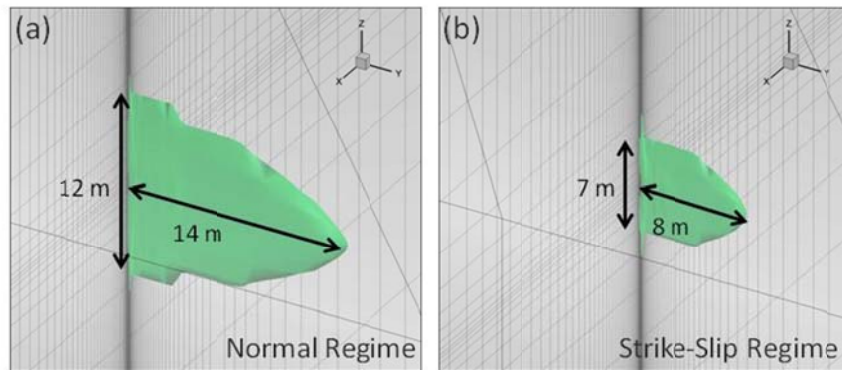 (a)
Z
X
Y
12 m
14 m
Normal Regime
(b)
Z
X
Y
7 m
8 m
Strike-Slip Regime